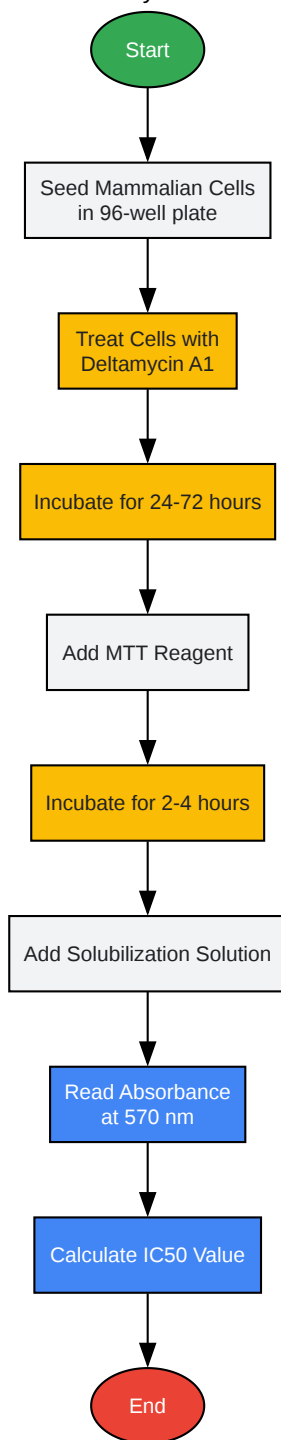 Start
Seed Mammalian Cells
in 96-well plate
Treat Cells with
Deltamycin A1
Incubate for 24-72 hours
Add MTT Reagent
Incubate for 2-4 hours
Add Solubilization Solution
Read Absorbance
at 570 nm
Calculate IC50 Value
End